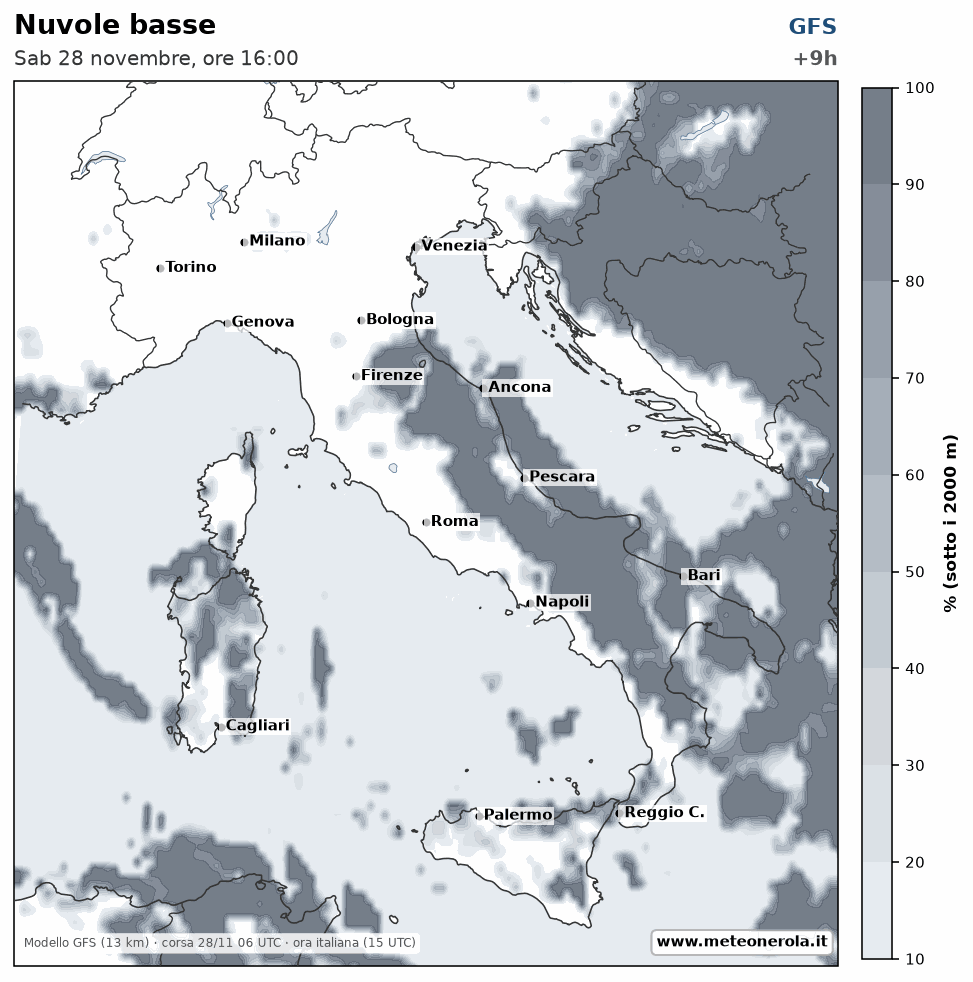 Nuvole basse
GFS
Sab 28 novembre, ore 16:00
+9h
100
90
80
70
60
50
40
30
20
10
% (sotto i 2000 m)
Milano
Venezia
Torino
Genova
Bologna
Firenze
Ancona
Pescara
Roma
Bari
Napoli
Cagliari
Palermo
Reggio C.
Modello GFS (13 km) · corsa 28/11 06 UTC · ora italiana (15 UTC)
www.meteonerola.it